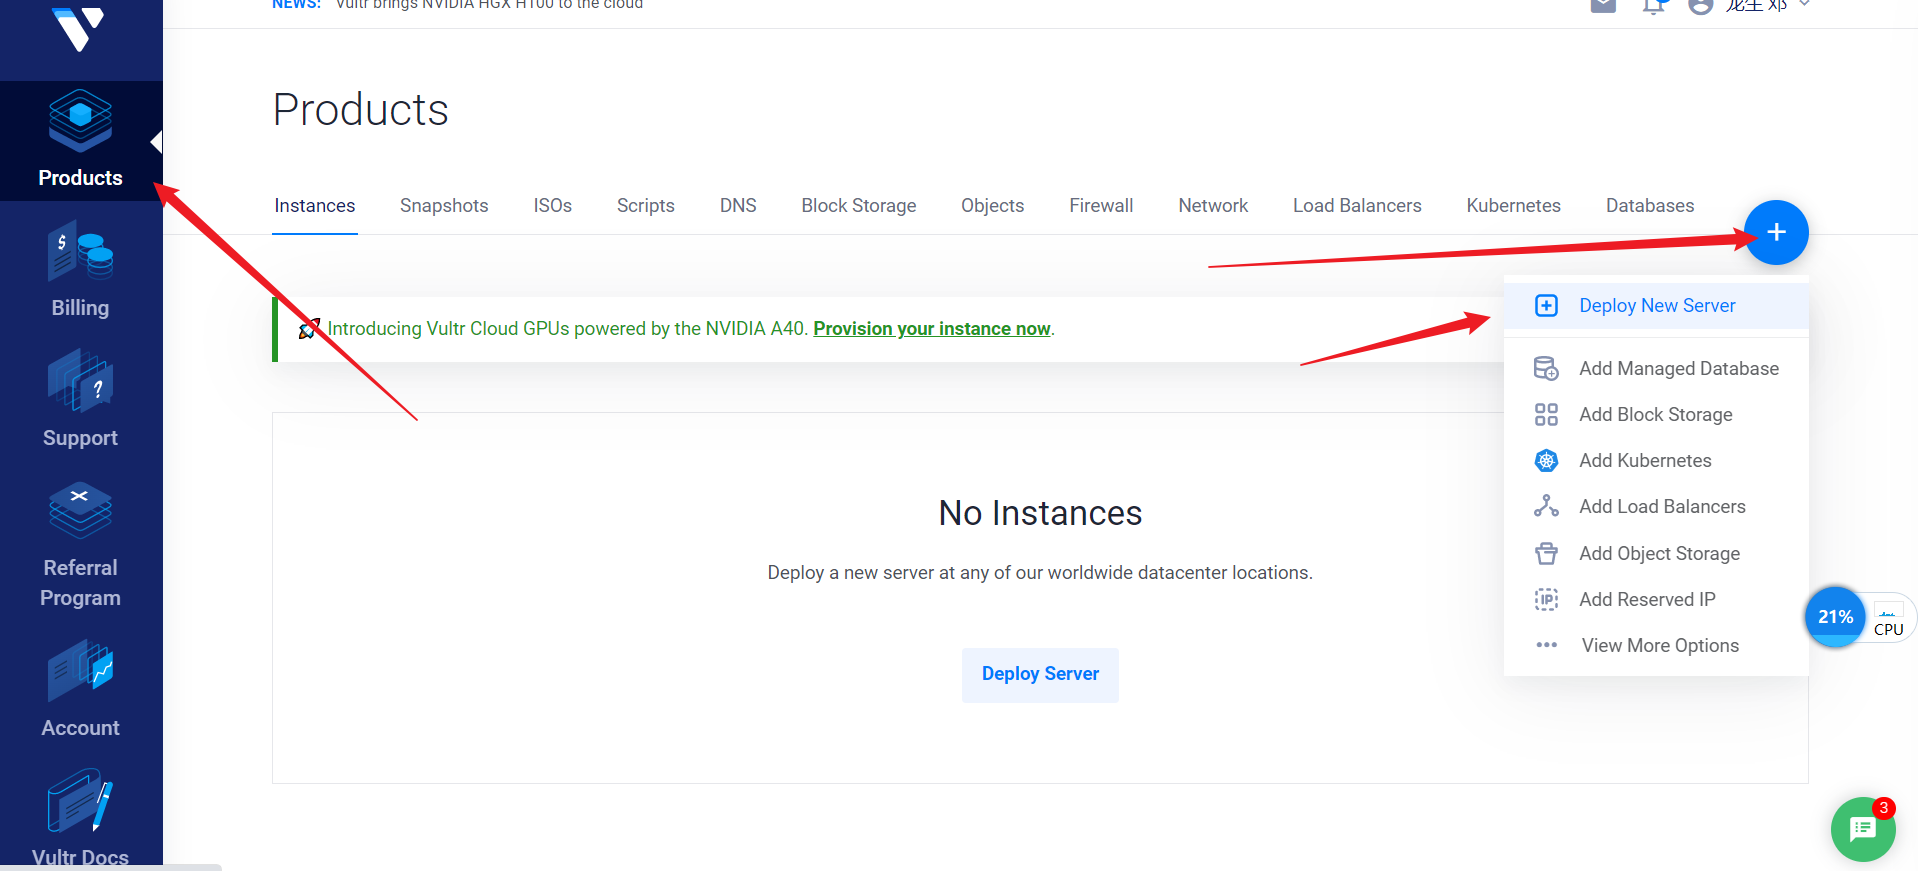 NEWS: Vultr brings NVIDIA HGX H100 to the cloud
龙生 邓
Products
Products
Instances Snapshots ISOs Scripts DNS Block Storage Objects Firewall Network Load Balancers Kubernetes Databases
+
Billing
Deploy New Server
Introducing Vultr Cloud GPUs powered by the NVIDIA A40. Provision your instance now.
Add Managed Database
Add Block Storage
Support
Add Kubernetes
Add Load Balancers
No Instances
Add Object Storage
Deploy a new server at any of our worldwide datacenter locations.
Referral
Program
IP Add Reserved IP
21%
CPU
View More Options
Deploy Server
Account
3
Vultr Docs